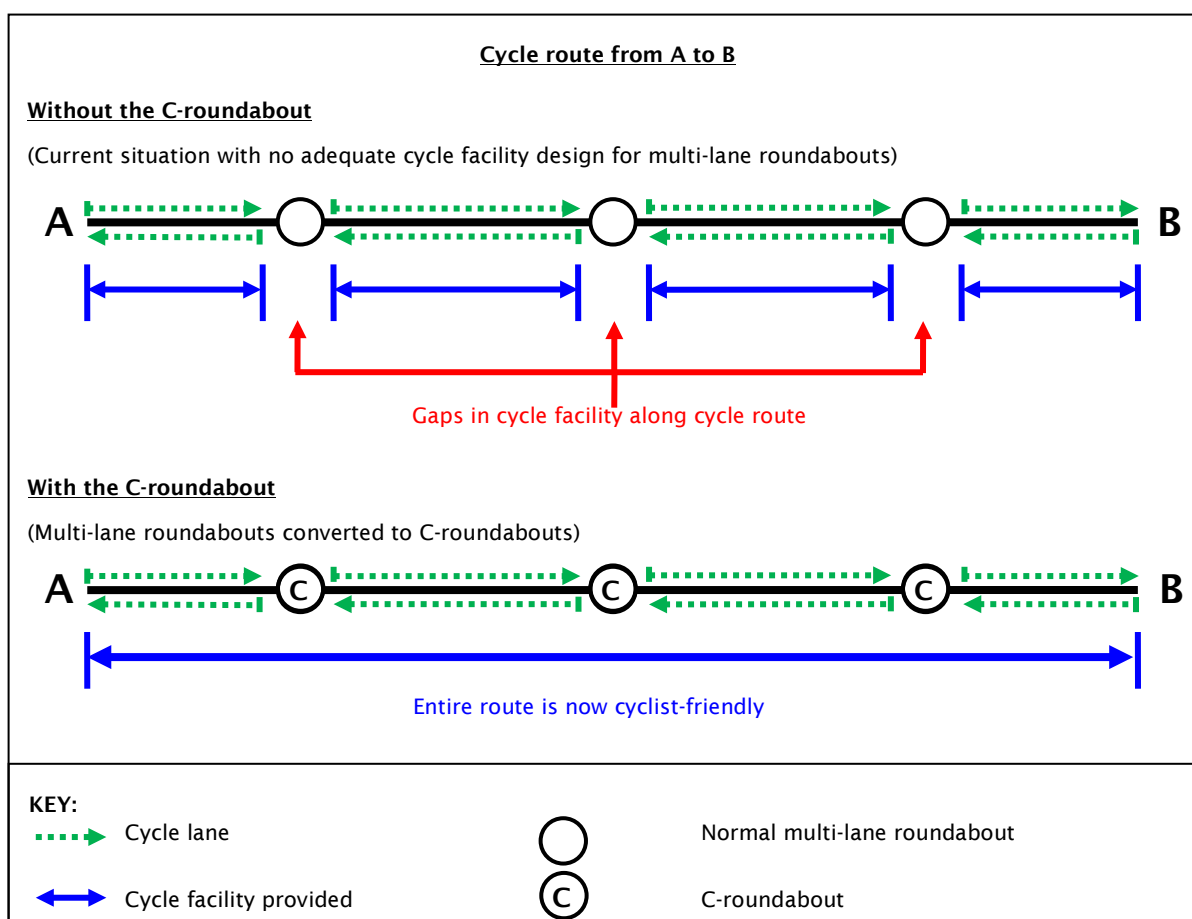 Cycle route from A to B
Without the C-roundabout
(Current situation with no adequate cycle facility design for multi-lane roundabouts)
A B
Gaps in cycle facility along cycle route
With the C-roundabout
(Multi-lane roundabouts converted to C-roundabouts)
A C C C B
Entire route is now cyclist-friendly
KEY:
Cycle lane Normal multi-lane roundabout
Cycle facility provided C C-roundabout